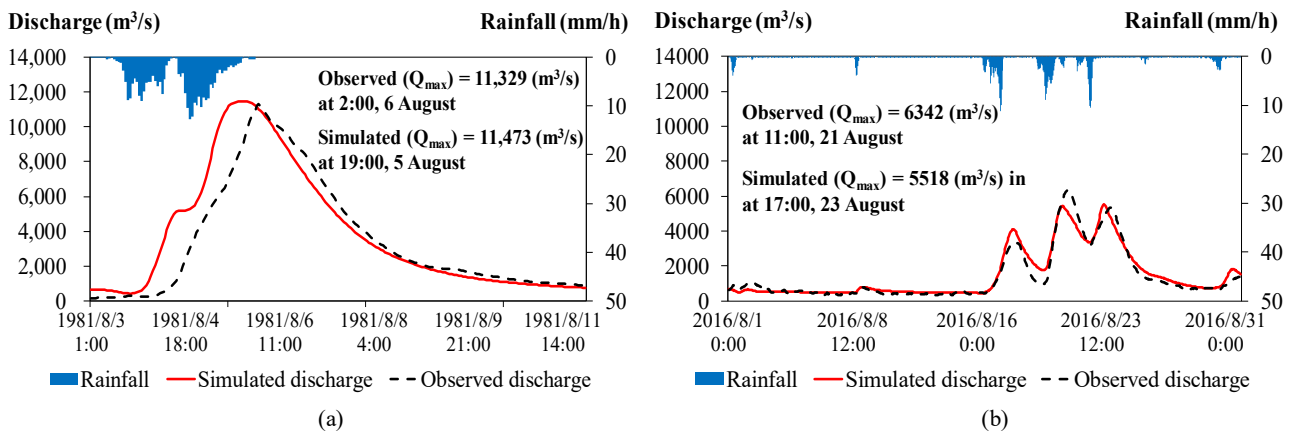 Discharge (m³/s) Rainfall (mm/h)
14,000 0
12,000
10,000 10
8,000 20
6,000 30
4,000
2,000 40
0 50
Observed (Qmax) = 11,329 (m³/s)
at 2:00, 6 August
Simulated (Qmax) = 11,473 (m³/s)
at 19:00, 5 August
1981/8/3 1981/8/4 1981/8/6 1981/8/8 1981/8/9 1981/8/11
1:00 18:00 11:00 4:00 21:00 14:00
Rainfall Simulated discharge Observed discharge
(a)
Discharge (m³/s) Rainfall (mm/h)
14000 0
12000
10000 10
8000 20
6000 30
4000
2000 40
0 50
Observed (Qmax) = 6342 (m³/s)
at 11:00, 21 August
Simulated (Qmax) = 5518 (m³/s) in
at 17:00, 23 August
2016/8/1 2016/8/8 2016/8/16 2016/8/23 2016/8/31
0:00 12:00 0:00 12:00 0:00
Rainfall Simulated discharge Observed discharge
(b)